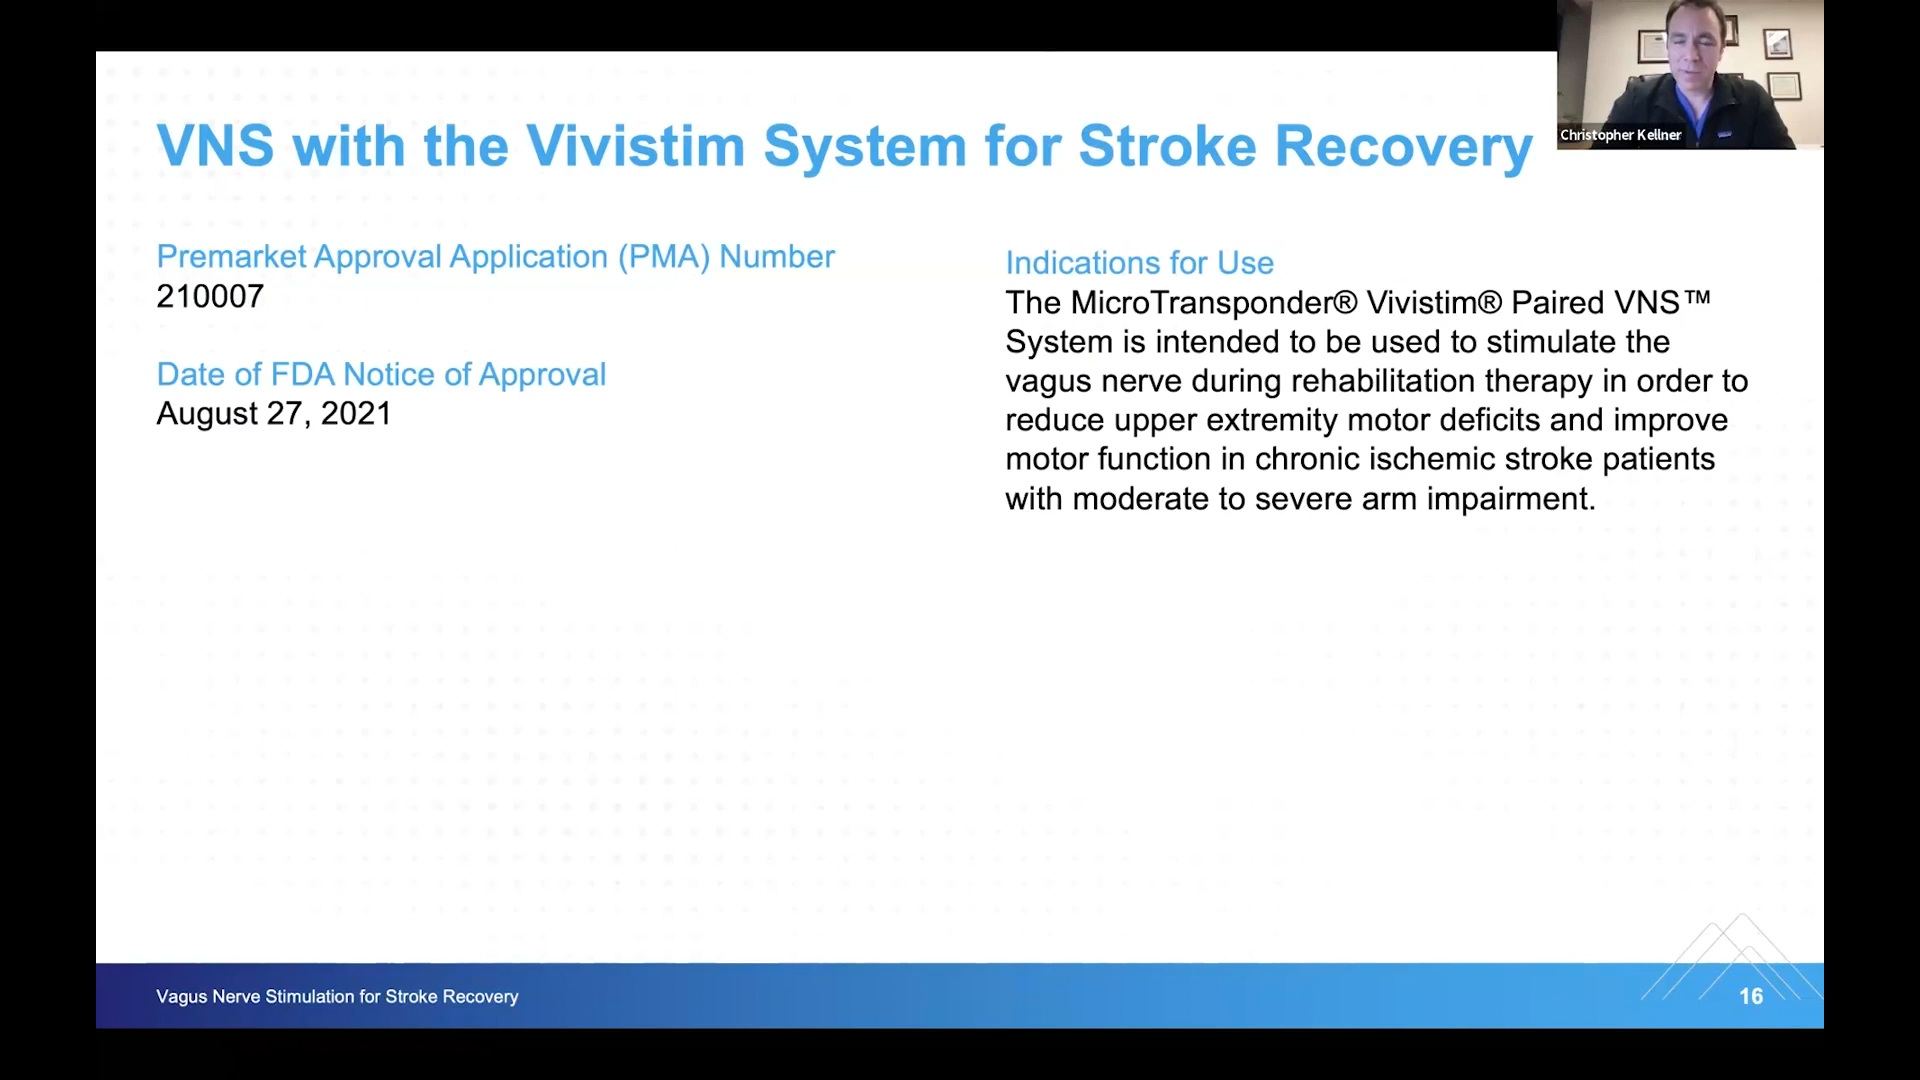 VNS with the Vivistim System for Stroke Recovery
Christopher Kellner
Premarket Approval Application (PMA) Number
210007
Date of FDA Notice of Approval
August 27, 2021
Indications for Use
The MicroTransponder® Vivistim® Paired VNS™
System is intended to be used to stimulate the
vagus nerve during rehabilitation therapy in order to
reduce upper extremity motor deficits and improve
motor function in chronic ischemic stroke patients
with moderate to severe arm impairment.
Vagus Nerve Stimulation for Stroke Recovery
16